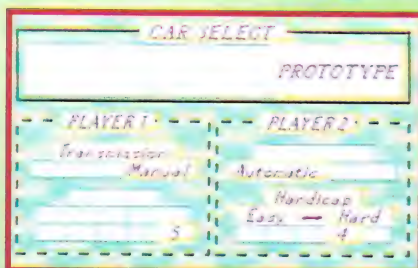 CAR SELECT
PROTOTYPE
PLAYER 1
Transmission
Manual
5
PLAYER 2
Automatic
Handicap
Easy Hard
4